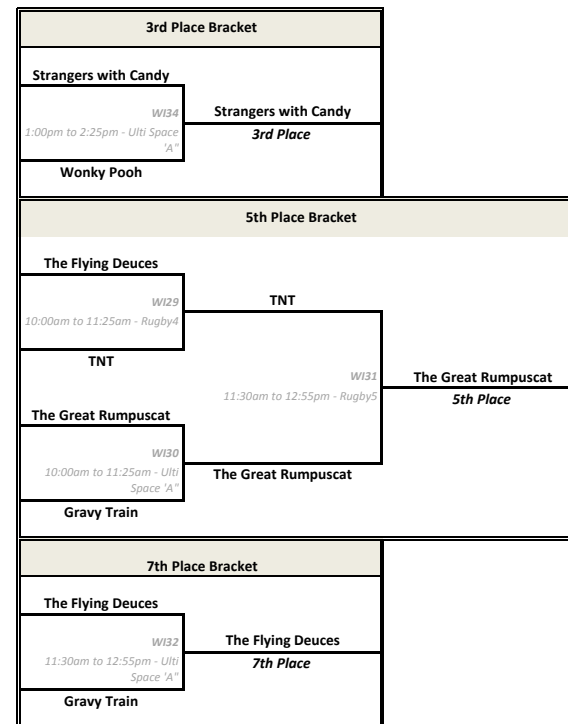 3rd Place Bracket
Strangers with Candy
WI34
1:00pm to 2:25pm - Ulti Space
'A"
Wonky Pooh
Strangers with Candy
3rd Place
5th Place Bracket
The Flying Deuces
WI29
10:00am to 11:25am - Rugby4
TNT
TNT
The Great Rumpuscat
WI30
10:00am to 11:25am - Ulti
Space 'A"
Gravy Train
The Great Rumpuscat
WI31
11:30am to 12:55pm - Rugby5
The Great Rumpuscat
5th Place
7th Place Bracket
The Flying Deuces
WI32
11:30am to 12:55pm - Ulti
Space 'A"
Gravy Train
The Flying Deuces
7th Place